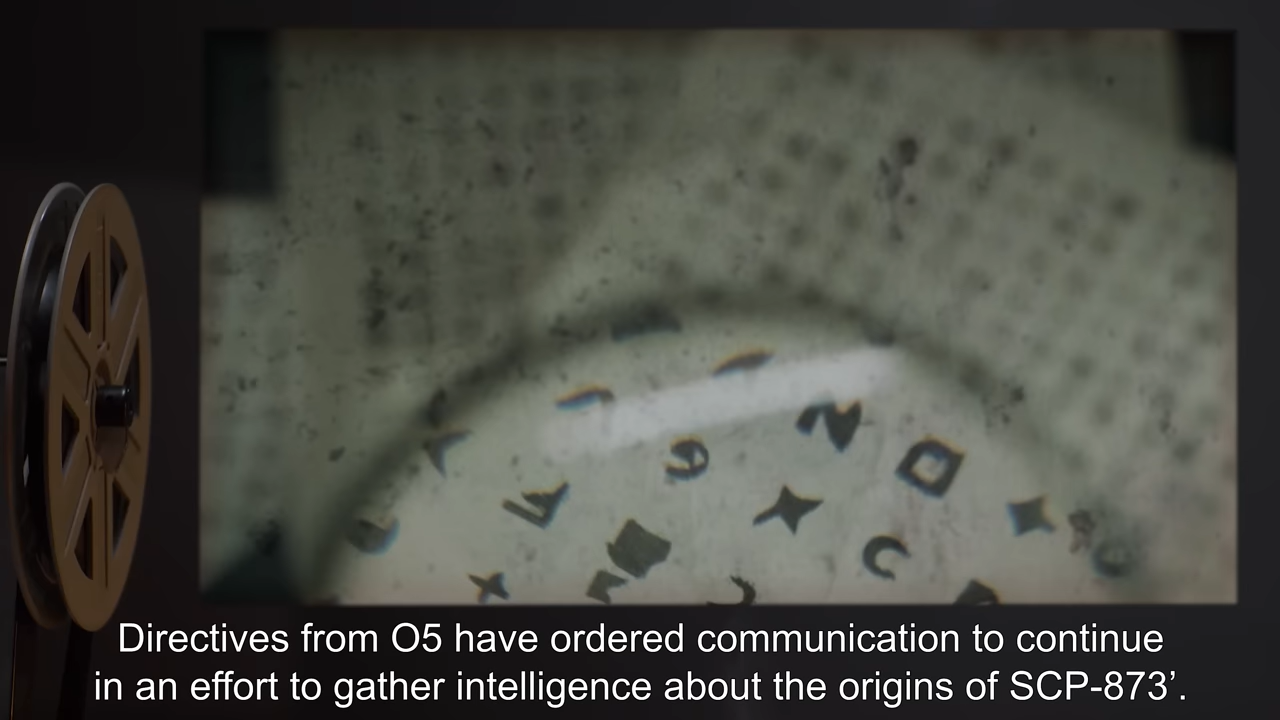 Directives from O5 have ordered communication to continue
in an effort to gather intelligence about the origins of SCP-873’.